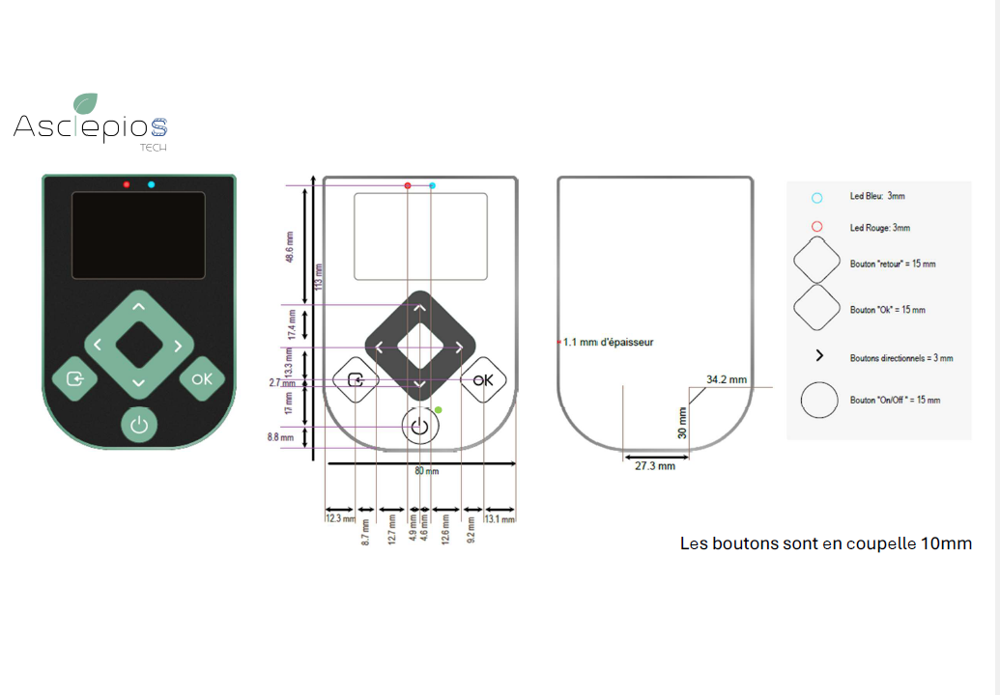 Asclepios
TECH
OK
48.6 mm
113 mm
17.4 mm
13.3 mm
2.7 mm
17 mm
8.8 mm
OK
80 mm
12.3 mm
8.7 mm
12.7 mm
4.9 mm
4.6 mm
12.6 mm
9.2 mm
13.1 mm
1.1 mm d'épaisseur
34.2 mm
30 mm
27.3 mm
Led Bleu: 3mm
Led Rouge: 3mm
Bouton "retour" = 15 mm
Bouton "Ok" = 15 mm
Boutons directionnels = 3 mm
Bouton "On/Off " = 15 mm
Les boutons sont en coupelle 10mm